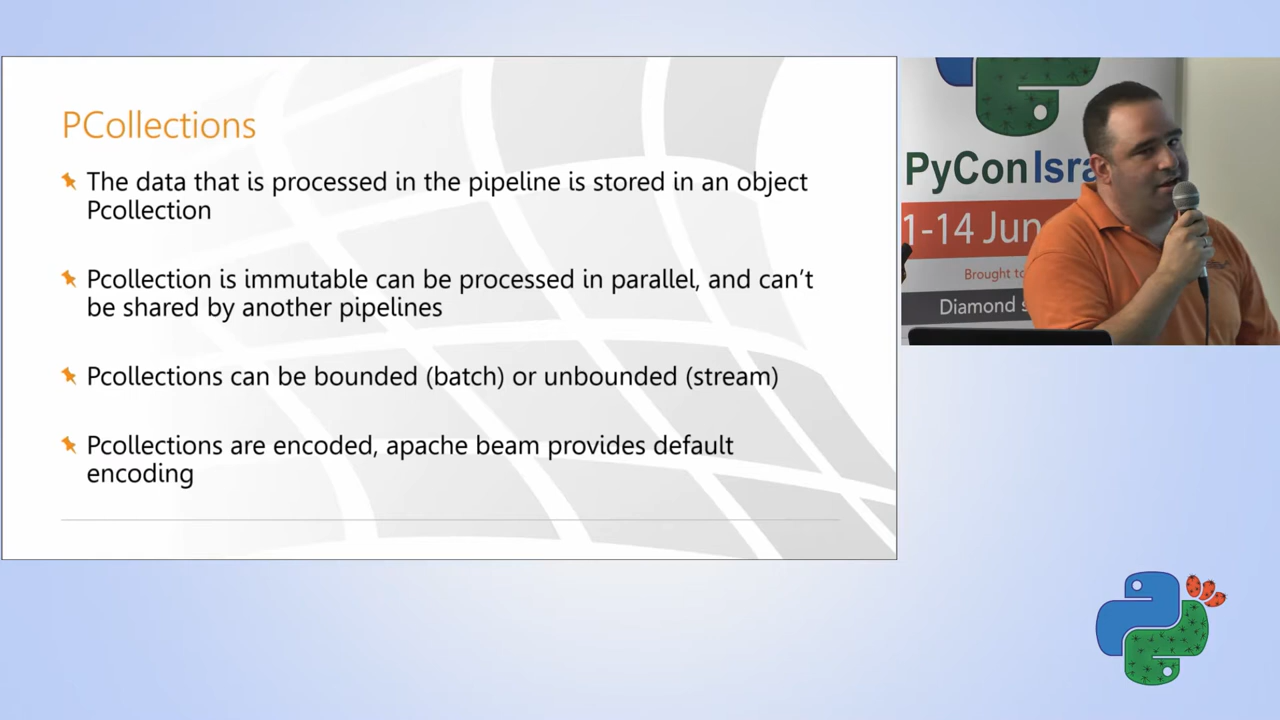 PCollections
The data that is processed in the pipeline is stored in an object
Pcollection
Pcollection is immutable can be processed in parallel, and can't
be shared by another pipelines
Pcollections can be bounded (batch) or unbounded (stream)
Pcollections are encoded, apache beam provides default
encoding
PyCon Isra
1-14 Jun
Brought to
Diamond s